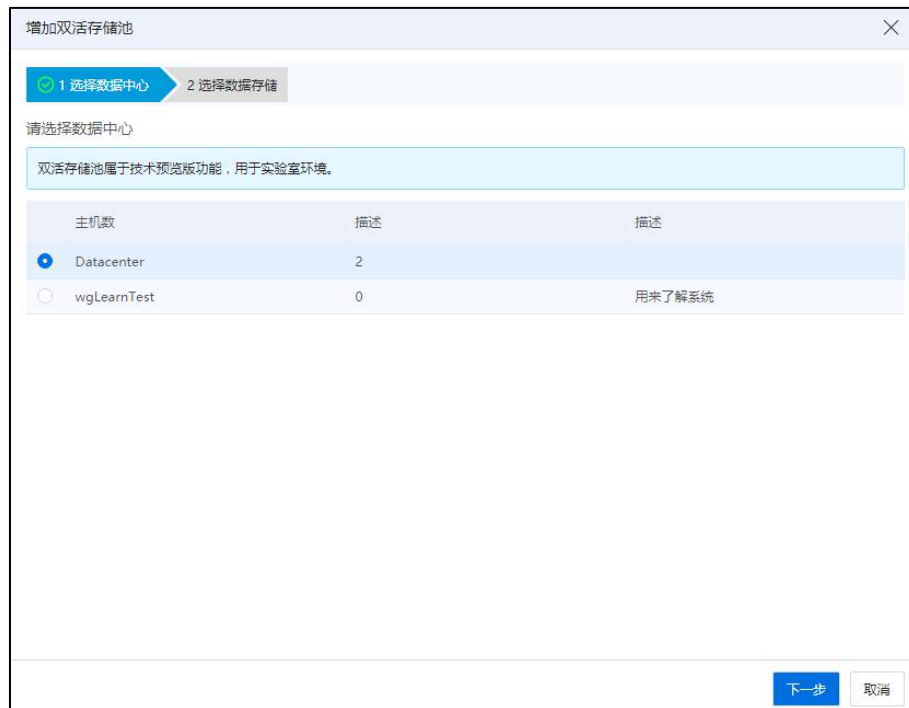 增加双活存储池
1 选择数据中心 2 选择数据存储
请选择数据中心
双活存储池属于技术预览版功能，用于实验室环境。
主机数 描述 描述
Datacenter 2
wgLearnTest 0 用来了解系统
下一步 取消